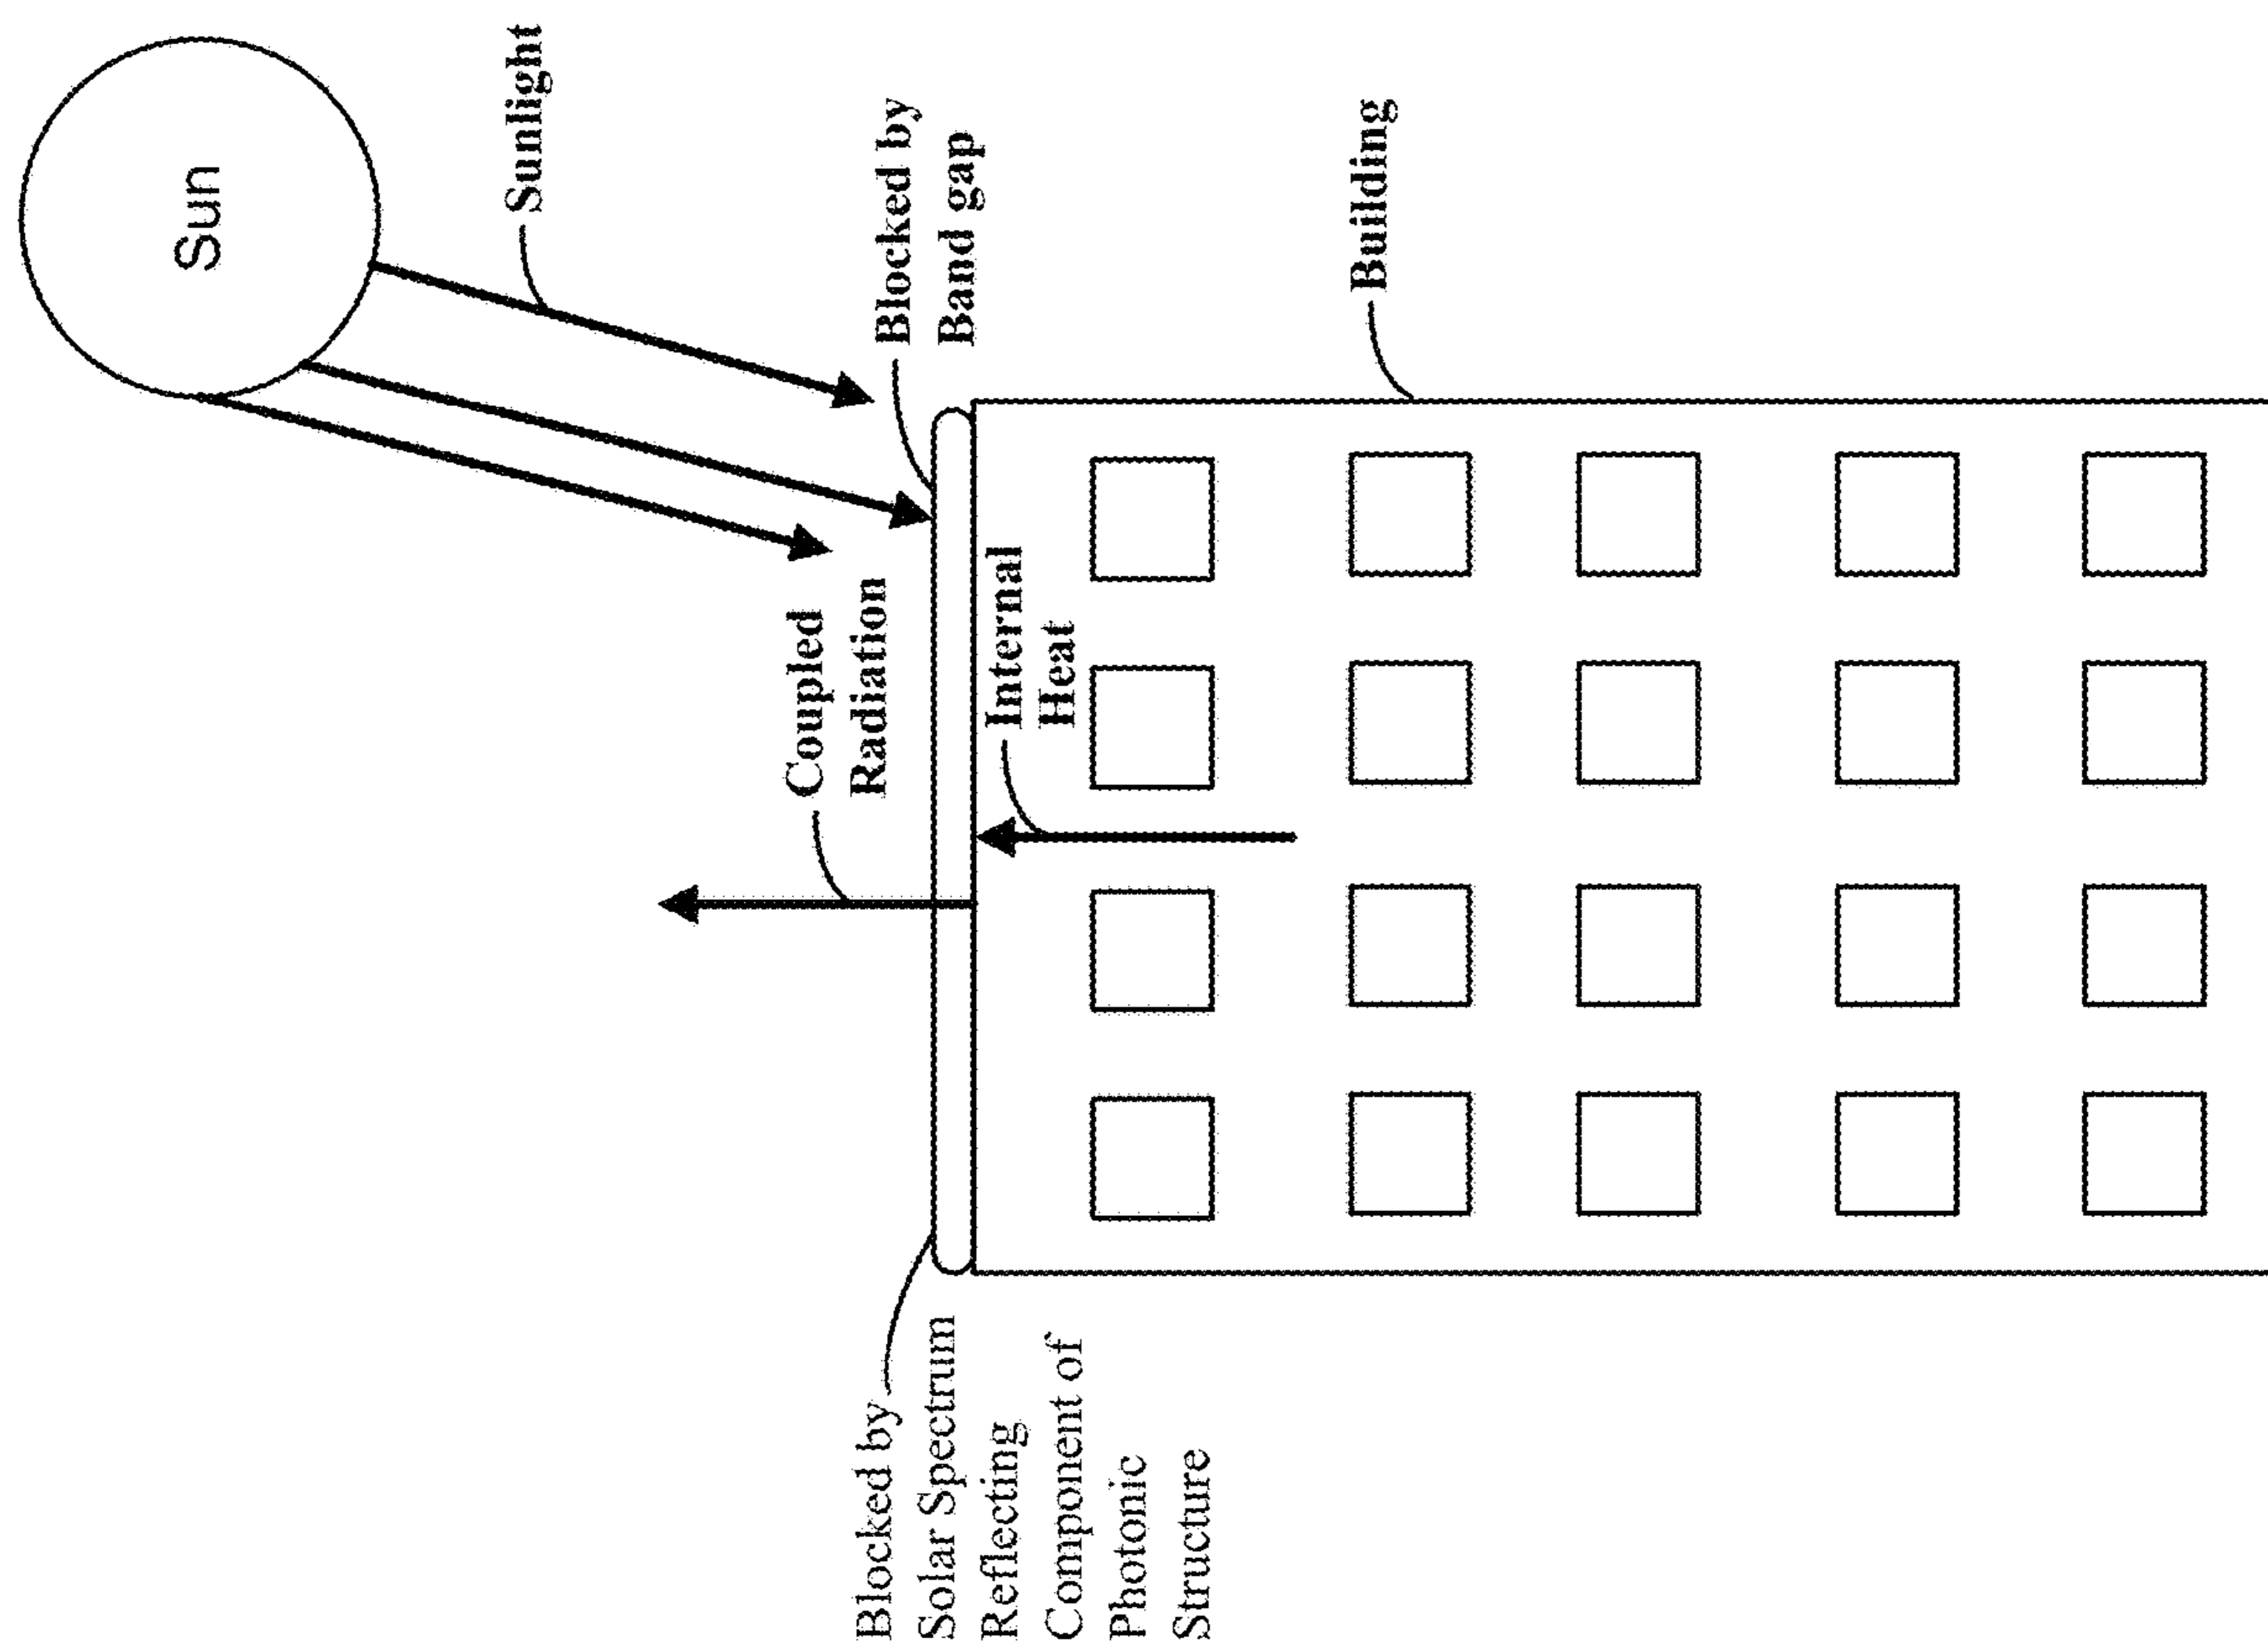 Sun
Sunlight
Blocked by
Band gap
Coupled
Radiation
Internal
Heat
Building
Blocked by
Solar Spectrum
Reflecting
Component of
Photonic
Structure